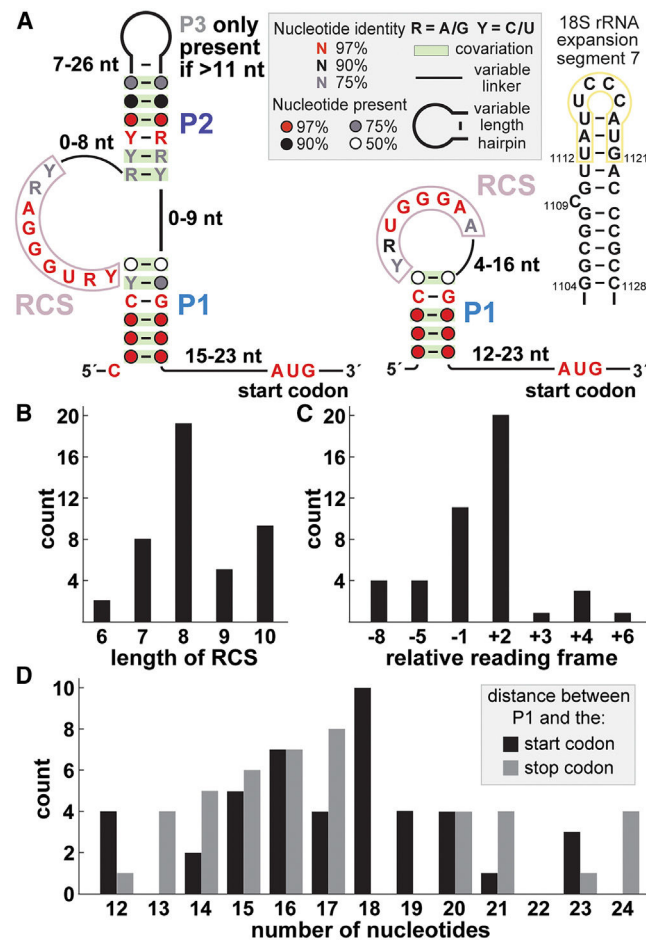 A
P3 only
present
if >11 nt
7-26 nt
P2
Y R
Y R
R Y
0-8 nt
0-9 nt
Y
R
A
G
G
G
U
R
Y
RCS
Y
C G
P1
15-23 nt
5´ C
AUG 3´
start codon
Nucleotide identity
N 97%
N 90%
N 75%
Nucleotide present
97% 75%
90% 50%
R = A/G Y = C/U
covariation
variable
linker
variable
length
hairpin
RCS
Y
R
U
G
G
G
A
A
4-16 nt
C G
P1
12-23 nt
5´
AUG 3´
start codon
18S rRNA
expansion
segment 7
C
C C
U A
U U
A G
1112 U A 1121
U C
C
1109
G C
G C
C G
G C
1104 G C 1128
B
count
20
16
12
8
4
6 7 8 9 10
length of RCS
C
count
20
16
12
8
4
-8 -5 -1 +2 +3 +4 +6
relative reading frame
D
count
10
8
6
4
2
0
distance between
P1 and the:
start codon
stop codon
12 13 14 15 16 17 18 19 20 21 22 23 24
number of nucleotides